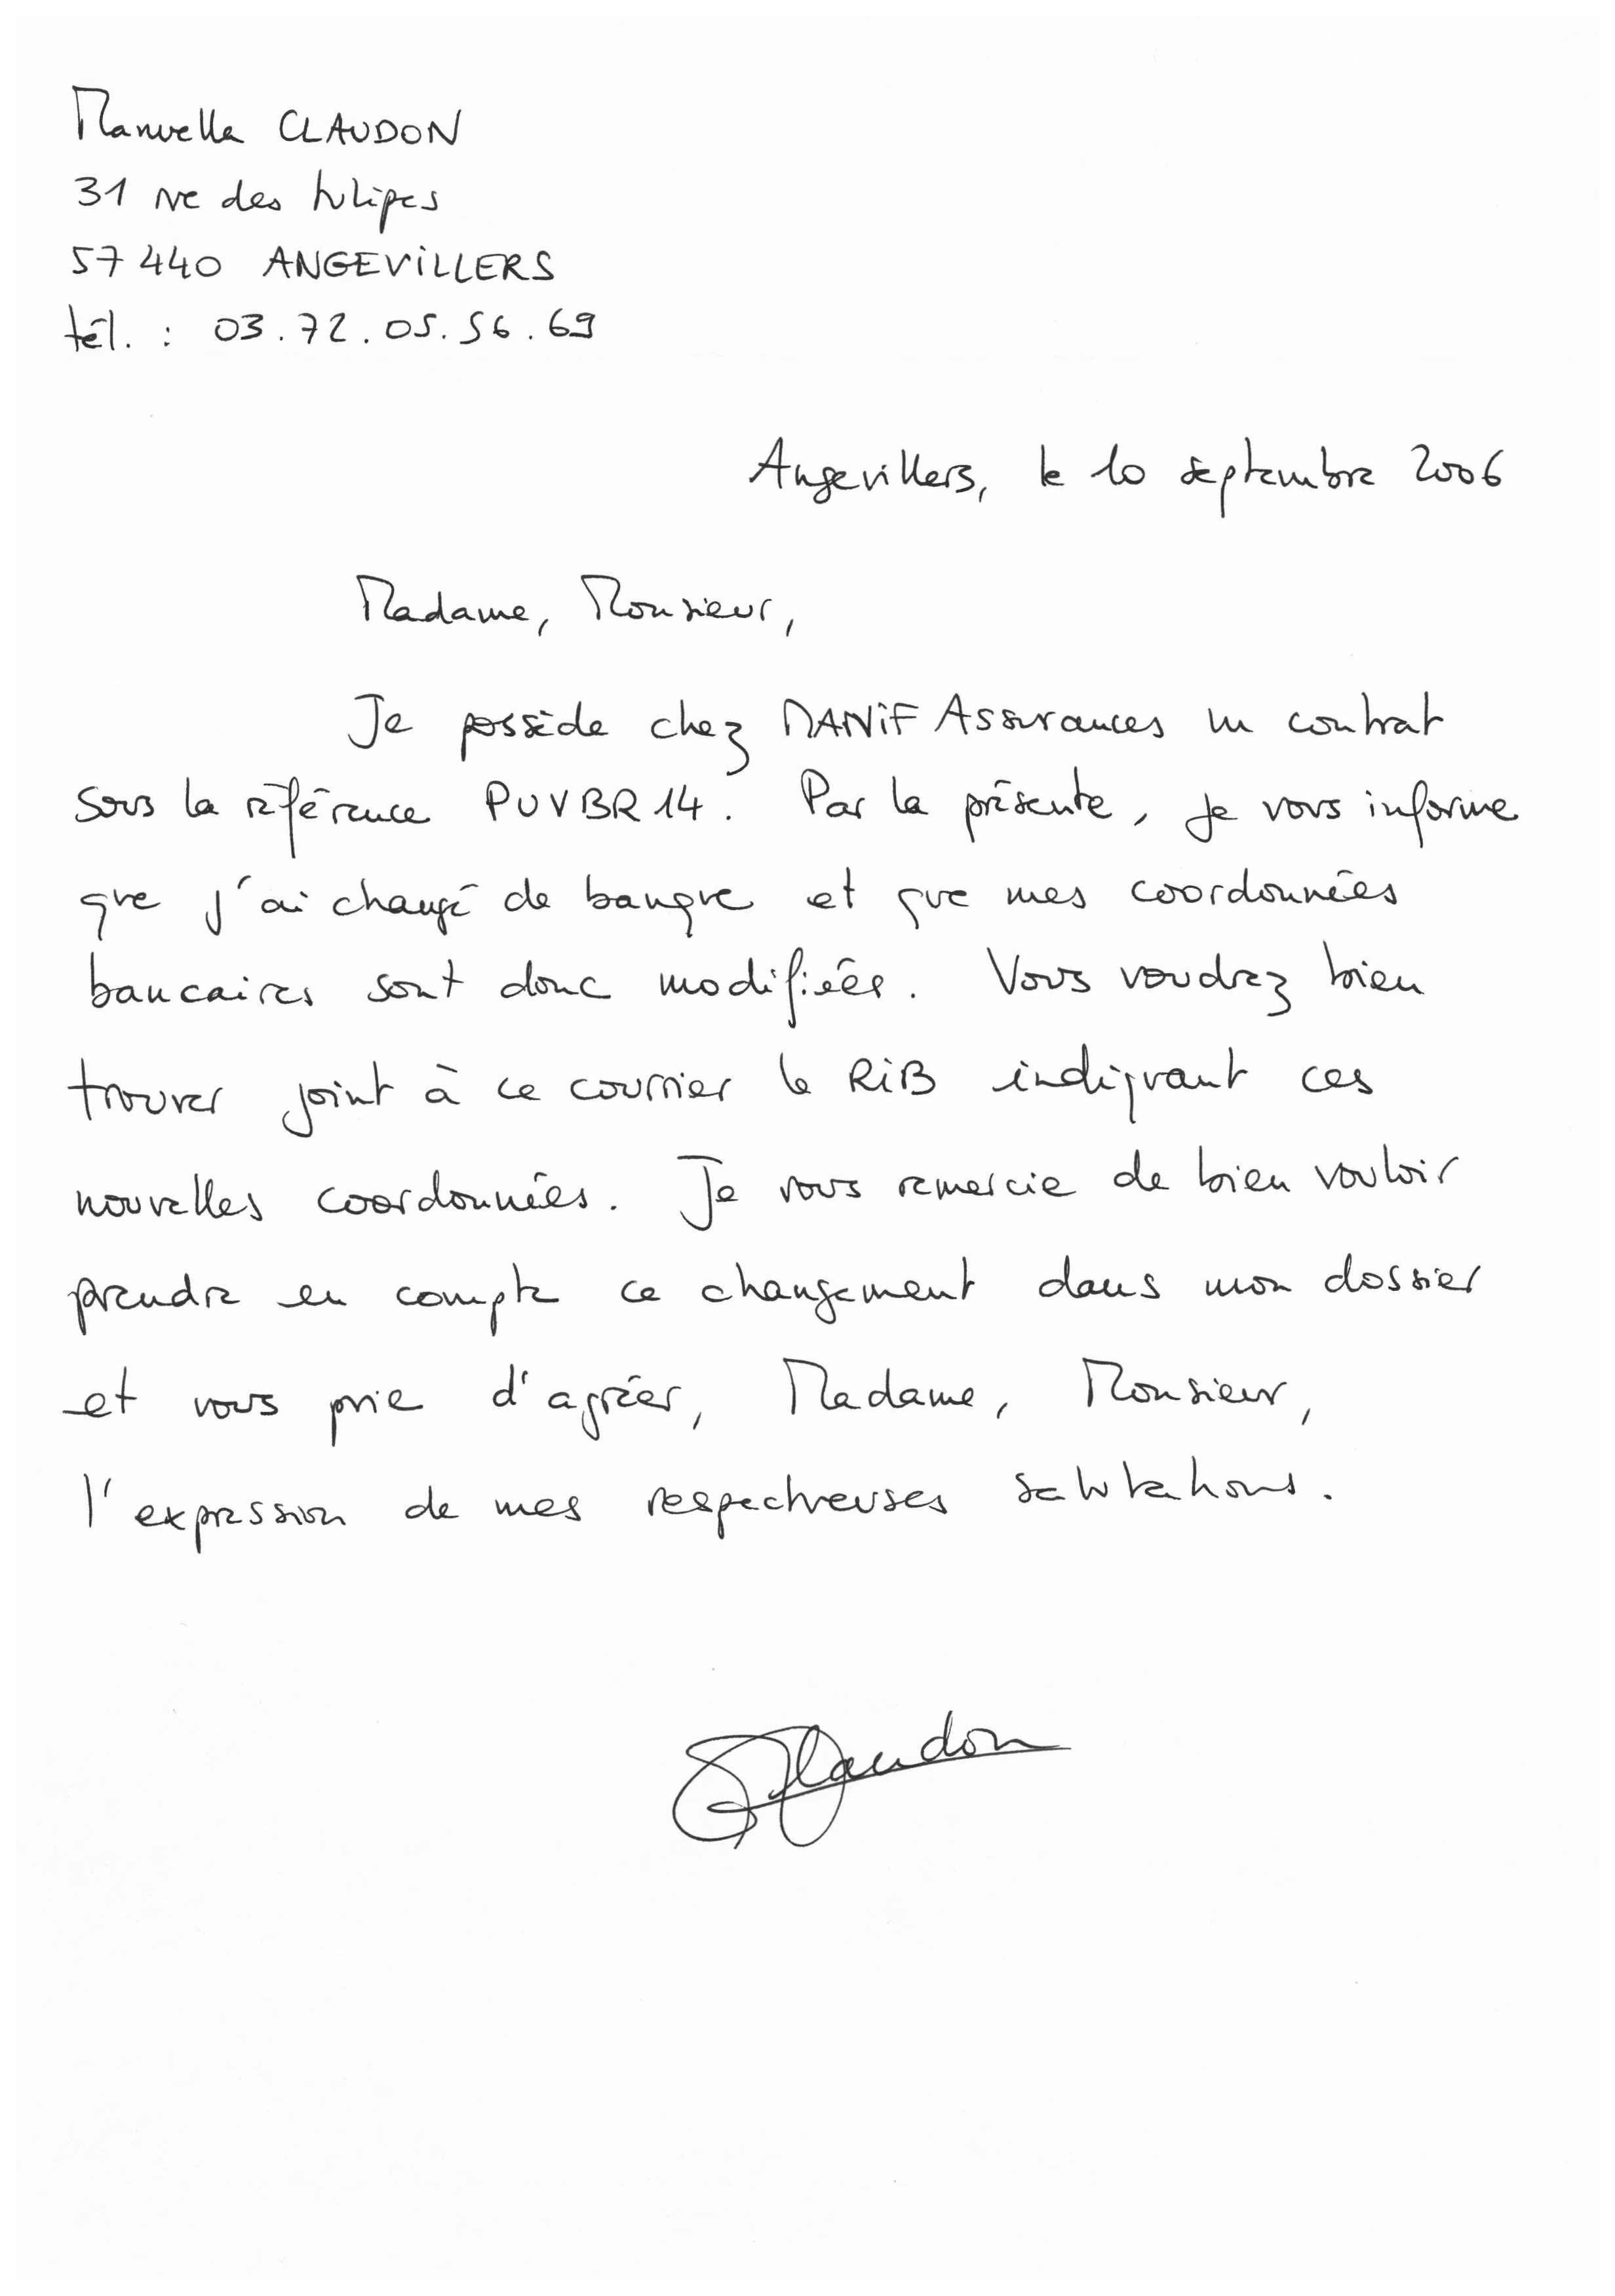 Manuella CLAUDON
31 rue des tulipes
57440 ANGEVILLERS
tél. : 03.72.05.56.69
Angevillers, le 10 septembre 2006
Madame, Monsieur,
Je possède chez MANIF Assurances un contrat
sous la référence PUVBR14. Par la présente, je vous informe
que j'ai changé de banque et que mes coordonnées
bancaires sont donc modifiées. Vous voudrez bien
trouver joint à ce courrier le RIB indiquant ces
nouvelles coordonnées. Je vous remercie de bien vouloir
prendre en compte ce changement dans mon dossier
et vous prie d'agréer, Madame, Monsieur,
l'expression de mes respectueuses salutations.
Claudon